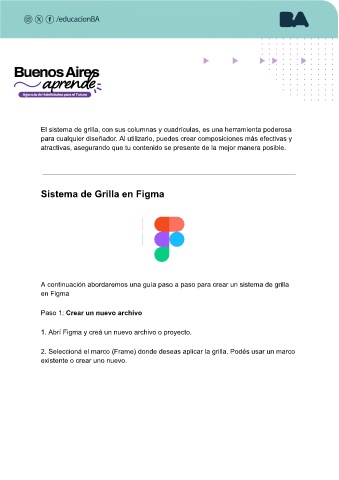 /educacionBA
BA
Buenos Aires
aprende
Agencia de Habilidades para el Futuro
El sistema de grilla, con sus columnas y cuadrículas, es una herramienta poderosa
para cualquier diseñador. Al utilizarlo, puedes crear composiciones más efectivas y
atractivas, asegurando que tu contenido se presente de la mejor manera posible.
Sistema de Grilla en Figma
A continuación abordaremos una guía paso a paso para crear un sistema de grilla
en Figma
Paso 1: Crear un nuevo archivo
1. Abrí Figma y creá un nuevo archivo o proyecto.
2. Seleccioná el marco (Frame) donde deseas aplicar la grilla. Podés usar un marco
existente o crear uno nuevo.